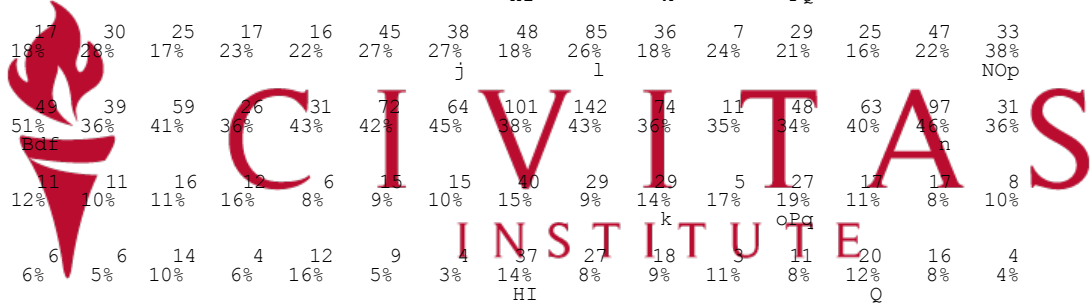 17 30 25 17 16 45 38 48 85 36 7 29 25 47 33
18% 28% 17% 23% 22% 27% 27% 18% 26% 18% 24% 21% 16% 22% 38%
j l NOp
49 39 59 26 31 72 64 101 142 74 11 48 63 97 31
51% 36% 41% 36% 43% 42% 45% 38% 43% 36% 35% 34% 40% 46% 36%
Bdf n
CIVITAS
11 11 16 12 6 15 15 40 29 29 5 27 17 17 8
12% 10% 11% 16% 8% 9% 10% 15% 9% 14% 17% 19% 11% 8% 10%
k oPq
INSTITUTE
6 6 14 4 12 9 4 37 27 18 3 11 20 16 4
6% 5% 10% 6% 16% 5% 3% 14% 8% 9% 11% 8% 12% 8% 4%
HI Q